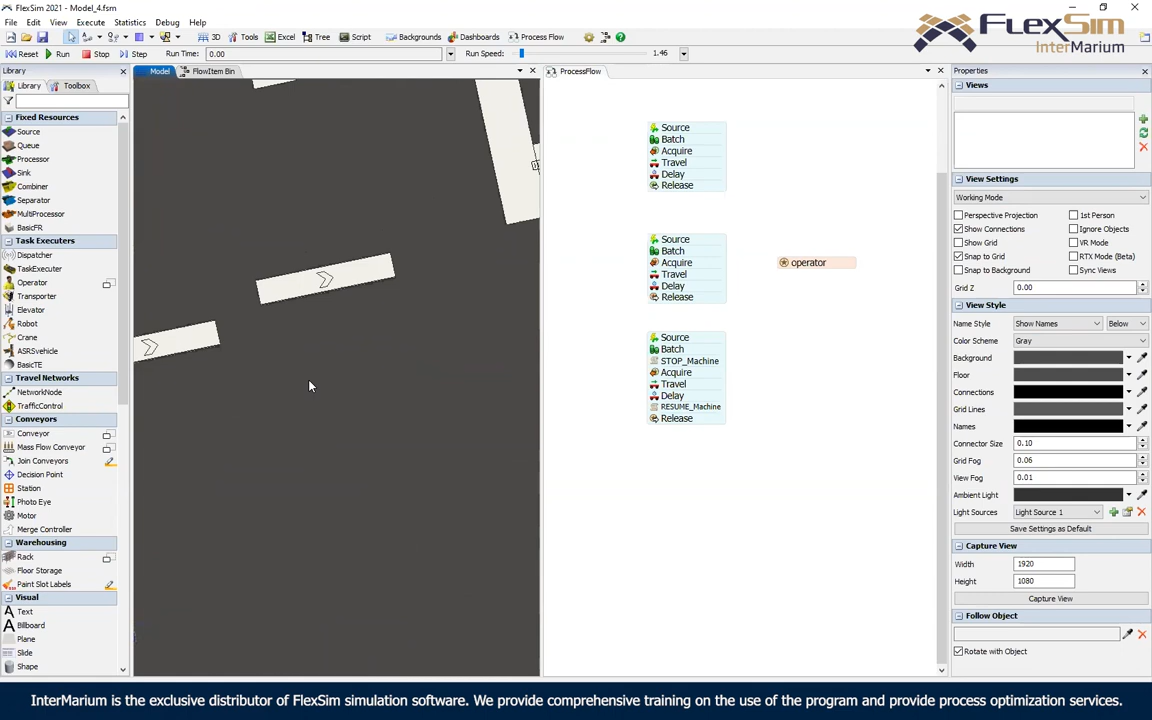 FlexSim 2021 - Model_4.fsm
File Edit View Execute Statistics Debug Help
3D Tools Excel Tree Script Backgrounds Dashboards Process Flow
FLEXSIM
InterMarium
Reset Run Stop Step Run Time: 0.00 Run Speed: 1.46
Library
Library Toolbox
Fixed Resources
Source
Queue
Processor
Sink
Combiner
Separator
MultiProcessor
BasicFR
Task Executers
Dispatcher
TaskExecuter
Operator
Transporter
Elevator
Robot
Crane
ASRSvehicle
BasicTE
Travel Networks
NetworkNode
TrafficControl
Conveyors
Conveyor
Mass Flow Conveyor
Join Conveyors
Decision Point
Station
Photo Eye
Motor
Merge Controller
Warehousing
Rack
Floor Storage
Paint Slot Labels
Visual
Text
Billboard
Plane
Slide
Shape
Model FlowItem Bin
ProcessFlow
Source
Batch
Acquire
Travel
Delay
Release
Source
Batch
Acquire
Travel
Delay
Release
operator
Source
Batch
STOP_Machine
Acquire
Travel
Delay
RESUME_Machine
Release
Properties
Views
View Settings
Working Mode
Perspective Projection 1st Person
Show Connections Ignore Objects
Show Grid VR Mode
Snap to Grid RTX Mode (Beta)
Snap to Background Sync Views
Grid Z 0.00
View Style
Name Style Show Names Below
Color Scheme Gray
Background
Floor
Connections
Grid Lines
Names
Connector Size 0.10
Grid Fog 0.06
View Fog 0.01
Ambient Light
Light Sources Light Source 1
Save Settings as Default
Capture View
Width 1920
Height 1080
Capture View
Follow Object
Rotate with Object
InterMarium is the exclusive distributor of FlexSim simulation software. We provide comprehensive training on the use of the program and provide process optimization services.